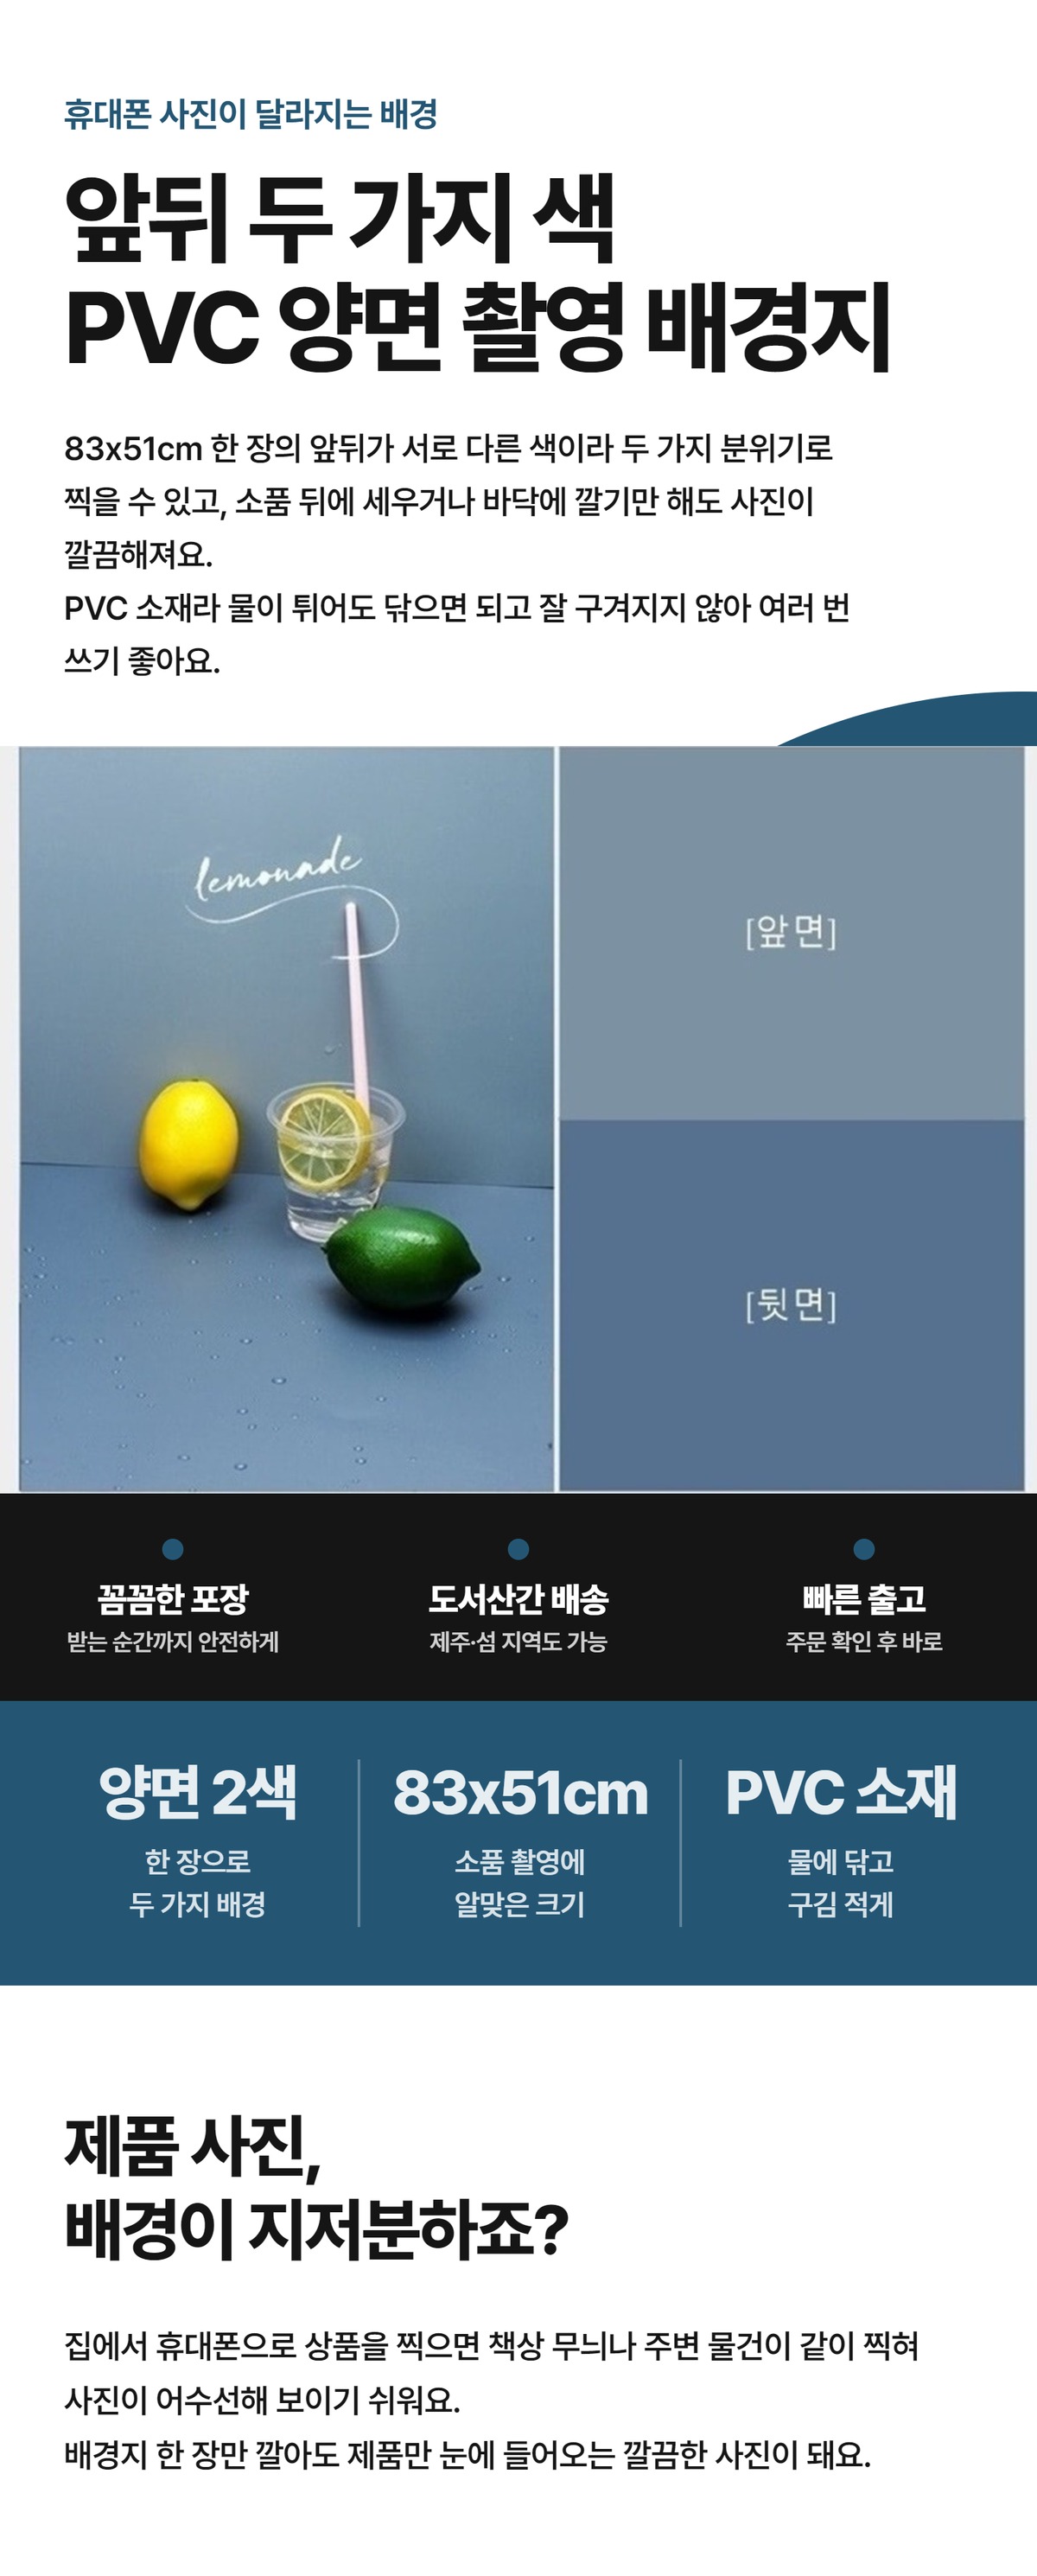 휴대폰 사진이 달라지는 배경
앞뒤 두 가지 색
PVC 양면 촬영 배경지
83x51cm 한 장의 앞뒤가 서로 다른 색이라 두 가지 분위기로
찍을 수 있고, 소품 뒤에 세우거나 바닥에 깔기만 해도 사진이
깔끔해져요.
PVC 소재라 물이 튀어도 닦으면 되고 잘 구겨지지 않아 여러 번
쓰기 좋아요.
lemonade
[앞면]
[뒷면]
꼼꼼한 포장
받는 순간까지 안전하게
도서산간 배송
제주·섬 지역도 가능
빠른 출고
주문 확인 후 바로
양면 2색
한 장으로
두 가지 배경
83x51cm
소품 촬영에
알맞은 크기
PVC 소재
물에 닦고
구김 적게
제품 사진,
배경이 지저분하죠?
집에서 휴대폰으로 상품을 찍으면 책상 무늬나 주변 물건이 같이 찍혀
사진이 어수선해 보이기 쉬워요.
배경지 한 장만 깔아도 제품만 눈에 들어오는 깔끔한 사진이 돼요.